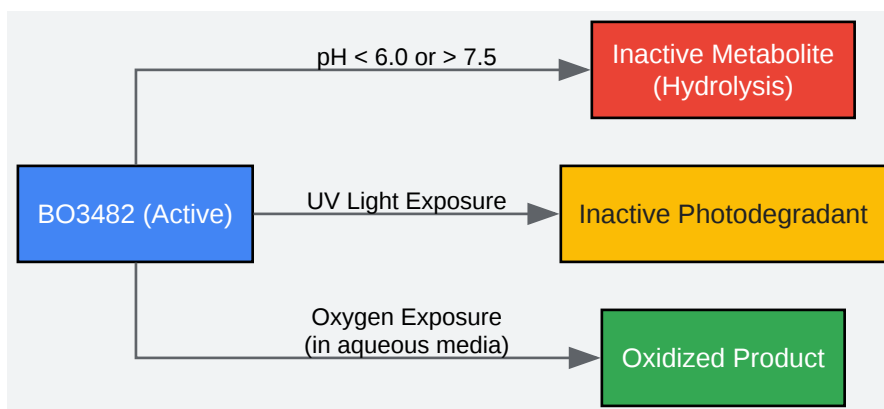 pH < 6.0 or > 7.5
Inactive Metabolite
(Hydrolysis)
BO3482 (Active)
UV Light Exposure
Inactive Photodegradant
Oxygen Exposure
(in aqueous media)
Oxidized Product